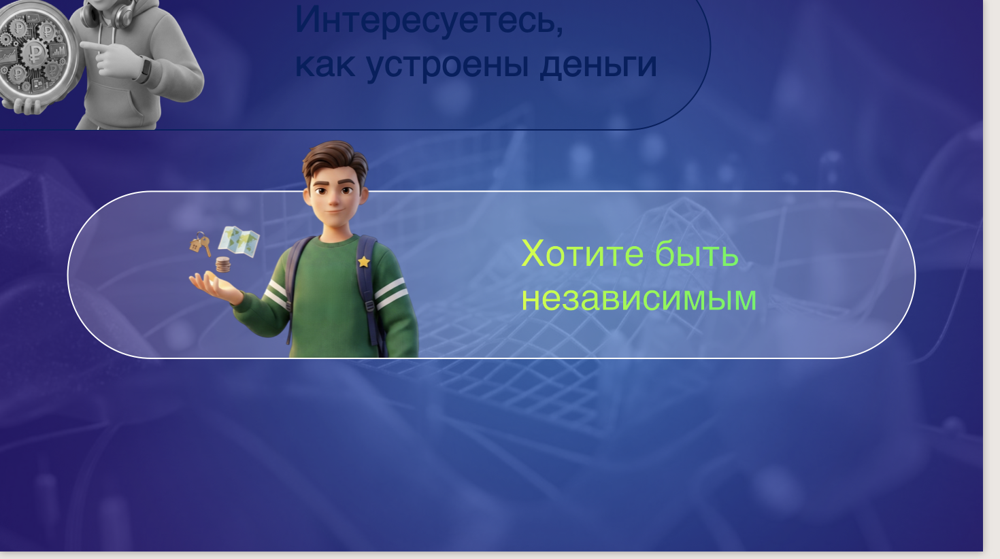 Интересуетесь,
как устроены деньги
Хотите быть
независимым